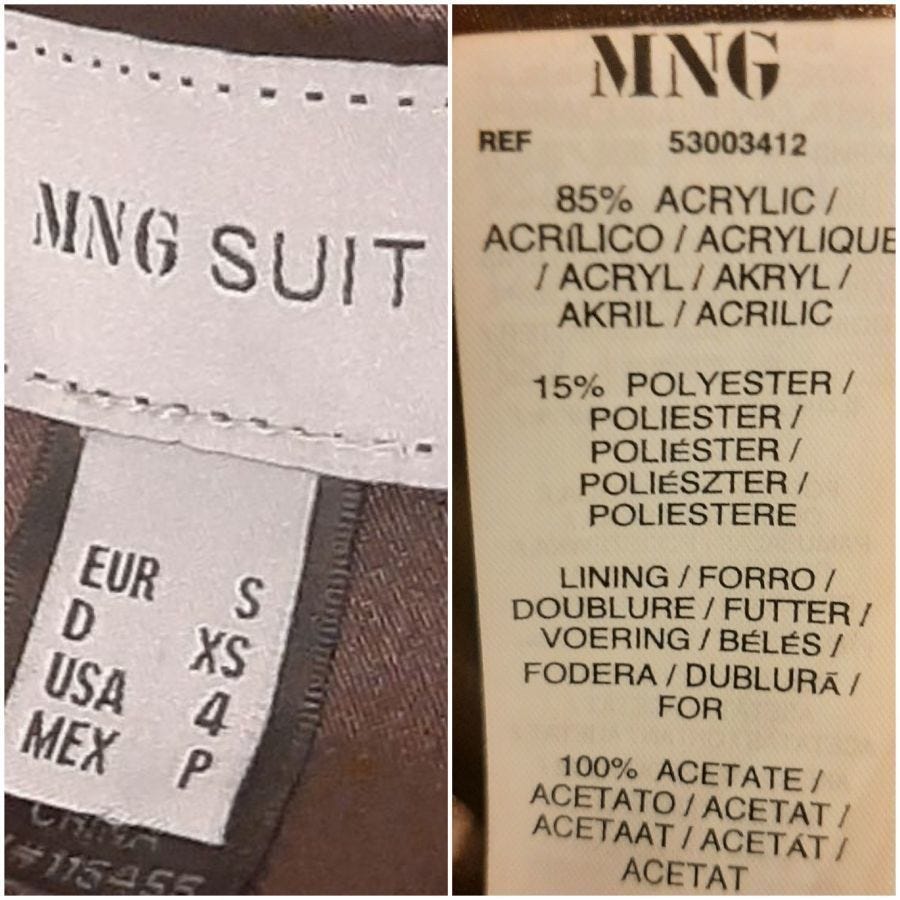 MNG SUIT
EUR S
D XS
USA 4
MEX P
CHINA
MNG
REF 53003412
85% ACRYLIC /
ACRÍLICO / ACRYLIQUE
/ ACRYL / AKRYL /
AKRIL / ACRILIC
15% POLYESTER /
POLIESTER /
POLIÉSTER /
POLIÉSZTER /
POLIESTERE
LINING / FORRO /
DOUBLURE / FUTTER /
VOERING / BÉLÉS /
FODERA / DUBLURĂ /
FOR
100% ACETATE /
ACETATO / ACETAT /
ACETAAT / ACETÁT /
ACETAT